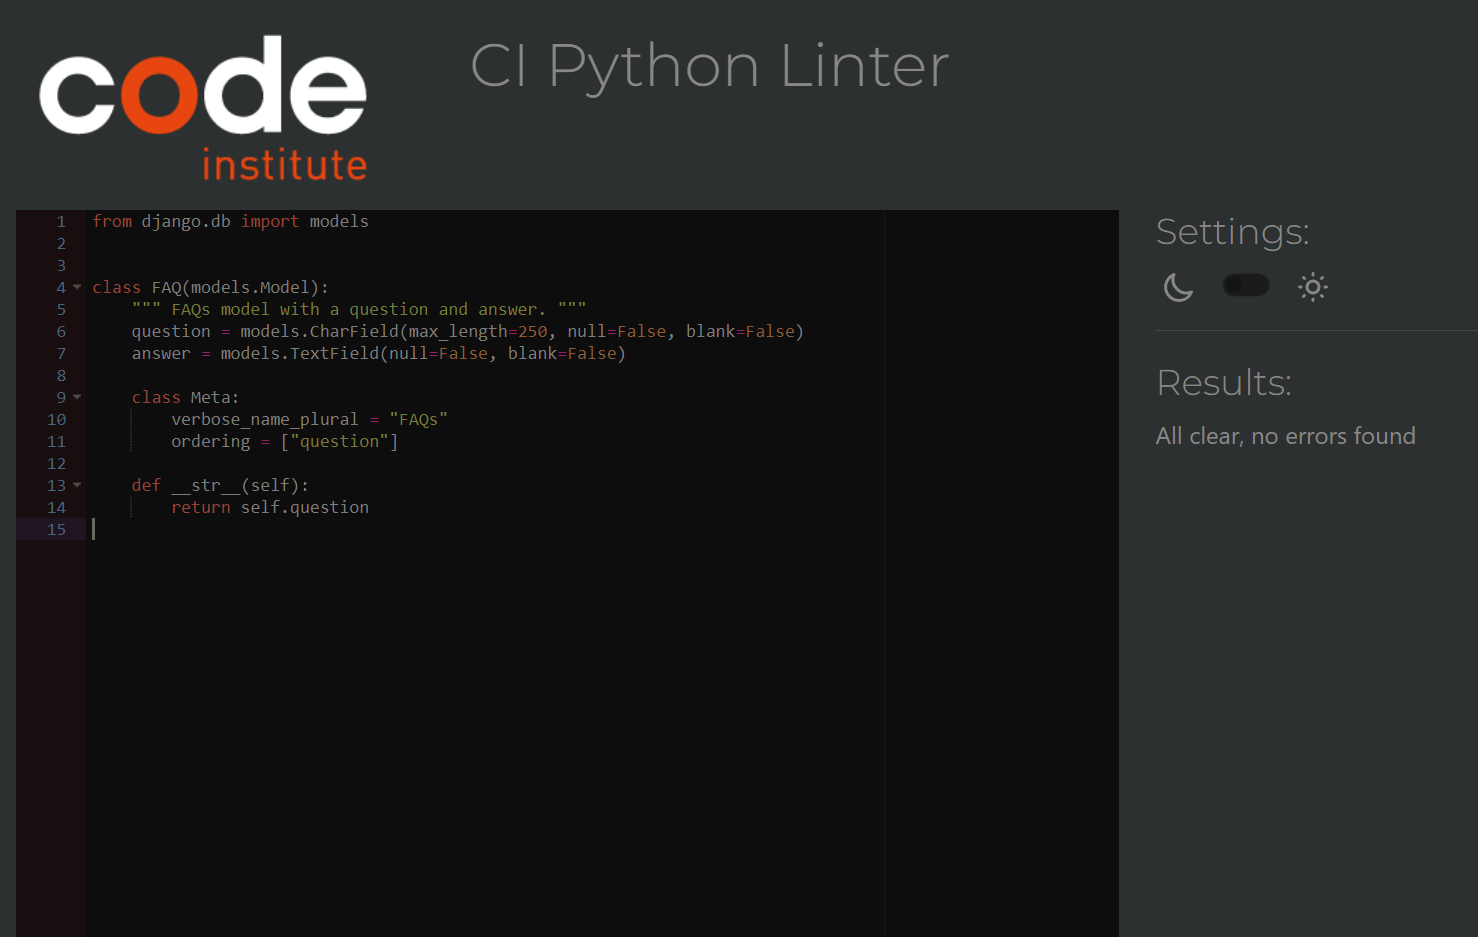 code
institute
CI Python Linter
1 from django.db import models
2
3
4 class FAQ(models.Model):
5     """ FAQs model with a question and answer. """
6     question = models.CharField(max_length=250, null=False, blank=False)
7     answer = models.TextField(null=False, blank=False)
8
9     class Meta:
10         verbose_name_plural = "FAQs"
11         ordering = ["question"]
12
13     def __str__(self):
14         return self.question
15
Settings:
Results:
All clear, no errors found